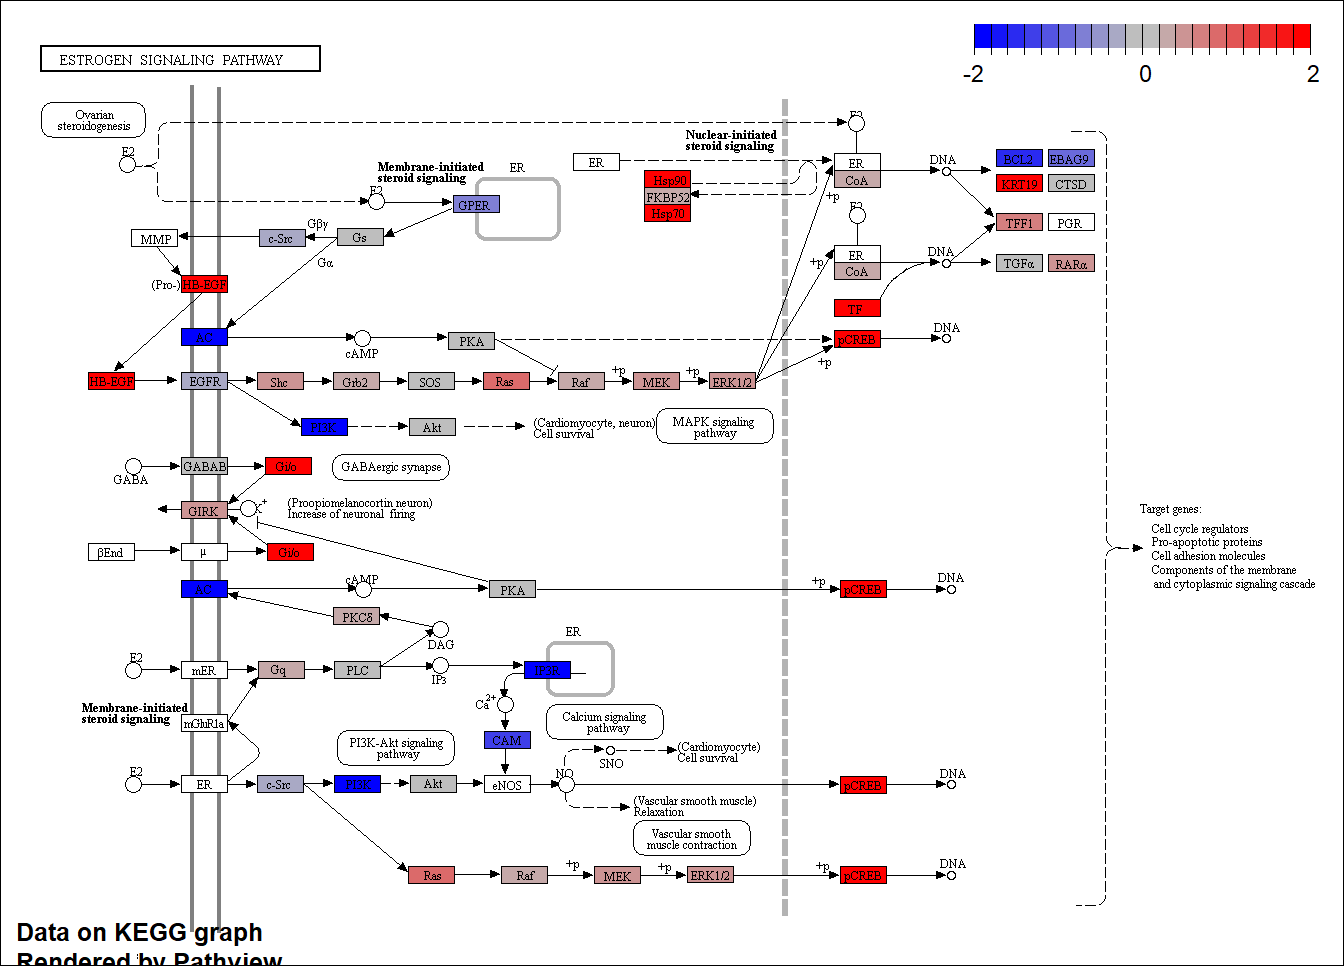 -2
0
2
ESTROGEN SIGNALING PATHWAY
Ovarian
steroidogenesis
E2
E2
Nuclear-initiated
steroid signaling
Membrane-initiated
steroid signaling
ER
ER
ER
CoA
DNA
BCL2
EBAG9
Hsp90
FKBP52
Hsp70
KRT19
CTSD
E2
GPER
+p
E2
TFF1
PGR
MMP
c-Src
Gβγ
Gs
Gα
ER
CoA
+p
DNA
TGFα
RARα
(Pro-)
HB-EGF
TF
AC
cAMP
PKA
pCREB
DNA
+p
HB-EGF
EGFR
Shc
Grb2
SOS
Ras
Raf
+p
MEK
+p
ERK1/2
PI3K
Akt
(Cardiomyocyte, neuron)
Cell survival
MAPK signaling
pathway
GABA
GABAB
Gi/o
GABAergic synapse
GIRK
K+
(Proopiomelanocortin neuron)
Increase of neuronal firing
Target genes:
Cell cycle regulators
Pro-apoptotic proteins
Cell adhesion molecules
Components of the membrane
and cytoplasmic signaling cascade
βEnd
μ
Gi/o
AC
cAMP
PKA
+p
pCREB
DNA
PKCδ
DAG
E2
mER
Gq
PLC
IP3
ER
IP3R
Ca2+
Membrane-initiated
steroid signaling
mGluR1a
PI3K-Akt signaling
pathway
CAM
Calcium signaling
pathway
SNO
(Cardiomyocyte)
Cell survival
E2
ER
c-Src
PI3K
Akt
eNOS
NO
pCREB
DNA
(Vascular smooth muscle)
Relaxation
Vascular smooth
muscle contraction
Ras
Raf
+p
MEK
+p
ERK1/2
+p
pCREB
DNA
Data on KEGG graph
Rendered by Pathview